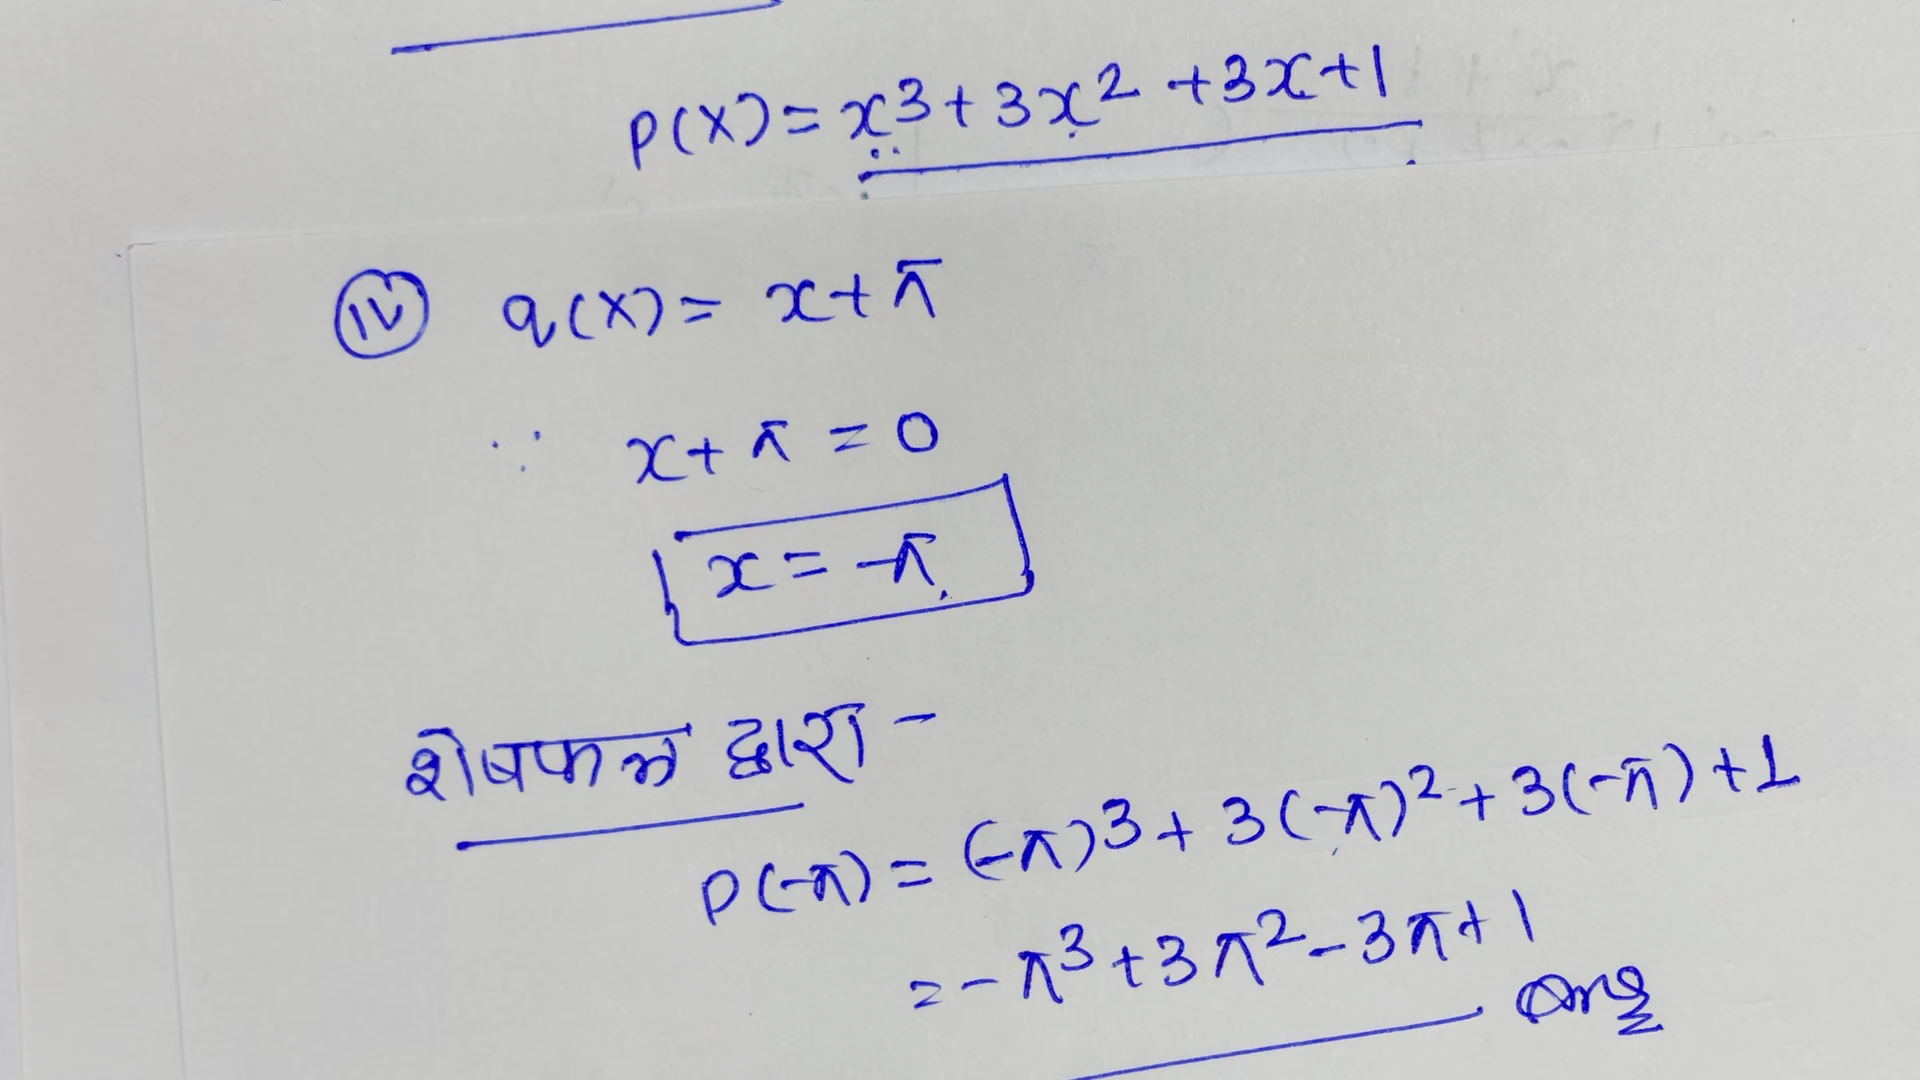 P(x) = x³ + 3x² + 3x + 1
(iv) q(x) = x + π
∵ x + π = 0
x = -π
शेषफल द्वारा -
P(-π) = (-π)³ + 3(-π)² + 3(-π) + 1
= -π³ + 3π² - 3π + 1
Ans